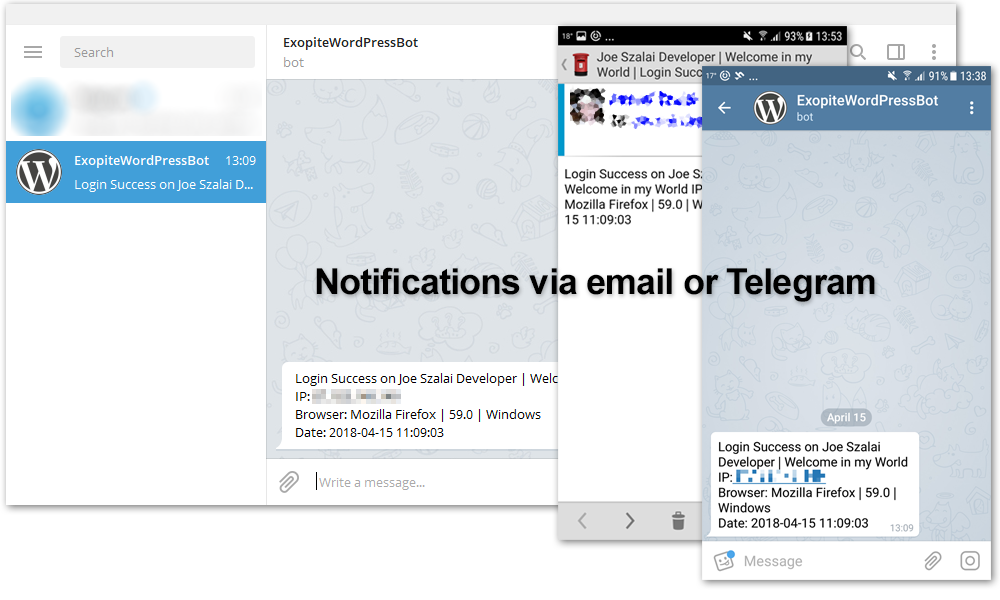 Search
ExopiteWordPressBot 13:09
Login Success on Joe Szalai D...
ExopiteWordPressBot
bot
Login Success on Joe Szalai Developer | Welc
IP:
Browser: Mozilla Firefox | 59.0 | Windows
Date: 2018-04-15 11:09:03
Write a message...
18° ... 93% 13:53
Joe Szalai Developer | Welcome in my
World | Login Succ
Login Success on Joe Sz
Welcome in my World IP
Mozilla Firefox | 59.0 | W
15 11:09:03
Notifications via email or Telegram
17° ... 91% 13:38
ExopiteWordPressBot
bot
April 15
Login Success on Joe Szalai
Developer | Welcome in my World
IP:
Browser: Mozilla Firefox | 59.0 |
Windows
Date: 2018-04-15 11:09:03
13:09
Message